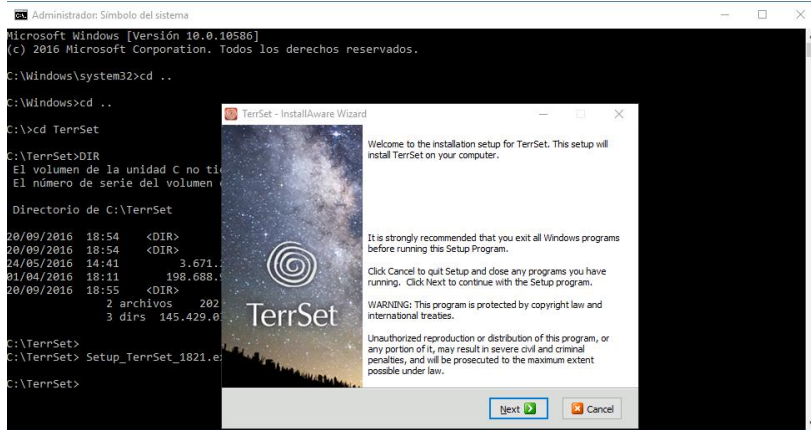 Administrador: Símbolo del sistema
Microsoft Windows [Versión 10.0.10586]
(c) 2016 Microsoft Corporation. Todos los derechos reservados.
C:\Windows\system32>cd ..
C:\Windows>cd ..
C:\>cd TerrSet
C:\TerrSet>DIR
El volumen de la unidad C no
El número de serie del volumen
Directorio de C:\TerrSet
20/09/2016 18:54 <DIR>
20/09/2016 18:54 <DIR>
24/05/2016 14:41 3.671.
01/04/2016 18:11 198.688.
20/09/2016 18:55 <DIR>
2 archivos 202
3 dirs 145.429.
C:\TerrSet>
C:\TerrSet> Setup_TerrSet_1821.e
C:\TerrSet>
TerrSet - InstallAware Wizard
Welcome to the installation setup for TerrSet. This setup will
install TerrSet on your computer.
It is strongly recommended that you exit all Windows programs
before running this Setup Program.
Click Cancel to quit Setup and close any programs you have
running. Click Next to continue with the Setup program.
WARNING: This program is protected by copyright law and
international treaties.
Unauthorized reproduction or distribution of this program, or
any portion of it, may result in severe civil and criminal
penalties, and will be prosecuted to the maximum extent
possible under law.
TerrSet
Next
Cancel